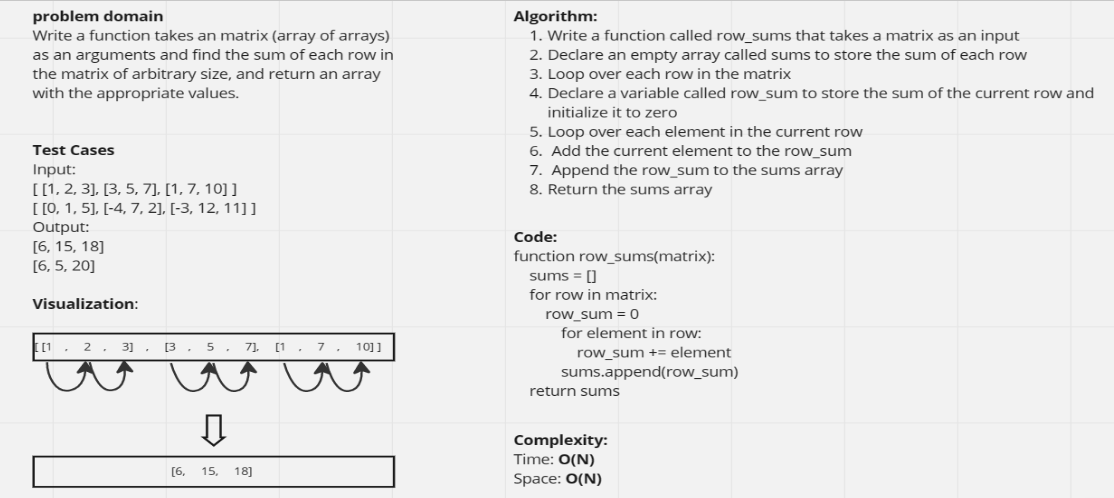 problem domain
Write a function takes an matrix (array of arrays)
as an arguments and find the sum of each row in
the matrix of arbitrary size, and return an array
with the appropriate values.
Test Cases
Input:
[ [1, 2, 3], [3, 5, 7], [1, 7, 10] ]
[ [0, 1, 5], [-4, 7, 2], [-3, 12, 11] ]
Output:
[6, 15, 18]
[6, 5, 20]
Visualization:
[ [1 , 2 , 3] , [3 , 5 , 7], [1 , 7 , 10] ]
[6, 15, 18]
Algorithm:
1. Write a function called row_sums that takes a matrix as an input
2. Declare an empty array called sums to store the sum of each row
3. Loop over each row in the matrix
4. Declare a variable called row_sum to store the sum of the current row and
initialize it to zero
5. Loop over each element in the current row
6. Add the current element to the row_sum
7. Append the row_sum to the sums array
8. Return the sums array
Code:
function row_sums(matrix):
sums = []
for row in matrix:
row_sum = 0
for element in row:
row_sum += element
sums.append(row_sum)
return sums
Complexity:
Time: O(N)
Space: O(N)